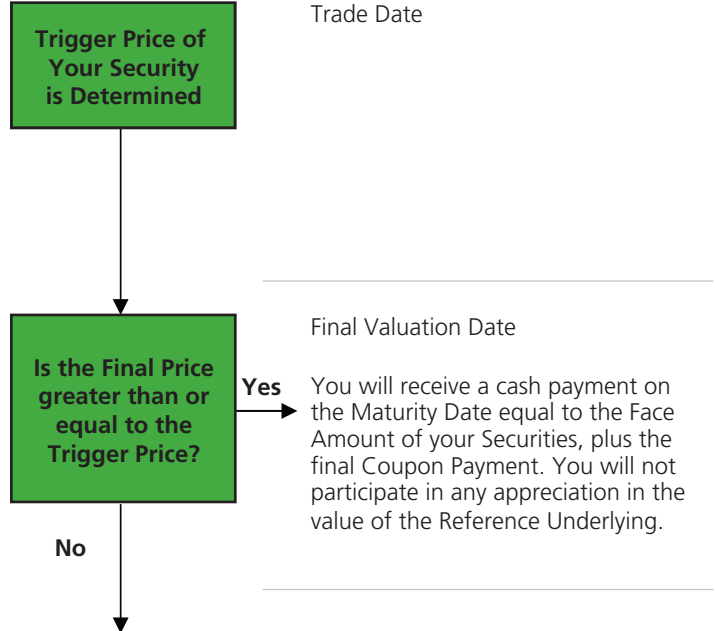 Trigger Price of
Your Security
is Determined
Trade Date
Is the Final Price
greater than or
equal to the
Trigger Price?
Yes
Final Valuation Date
You will receive a cash payment on
the Maturity Date equal to the Face
Amount of your Securities, plus the
final Coupon Payment. You will not
participate in any appreciation in the
value of the Reference Underlying.
No